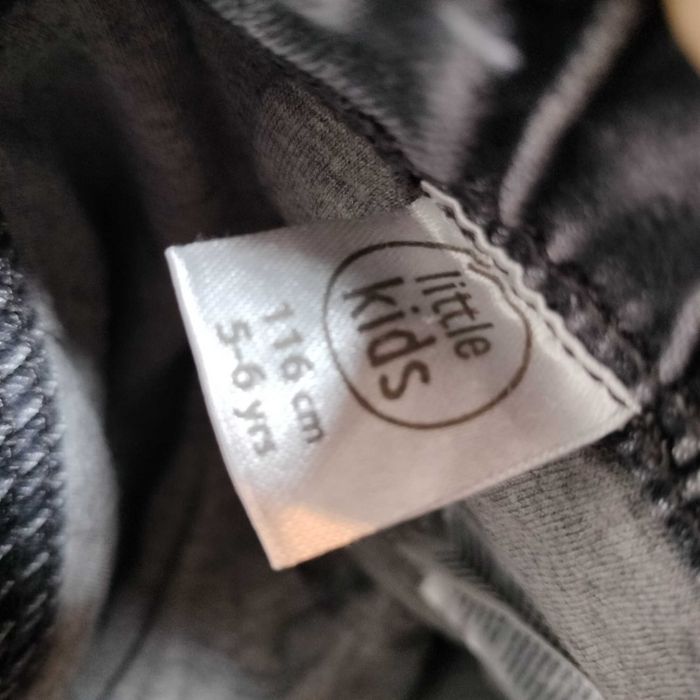 little
kids
116 cm
5-6 yrs